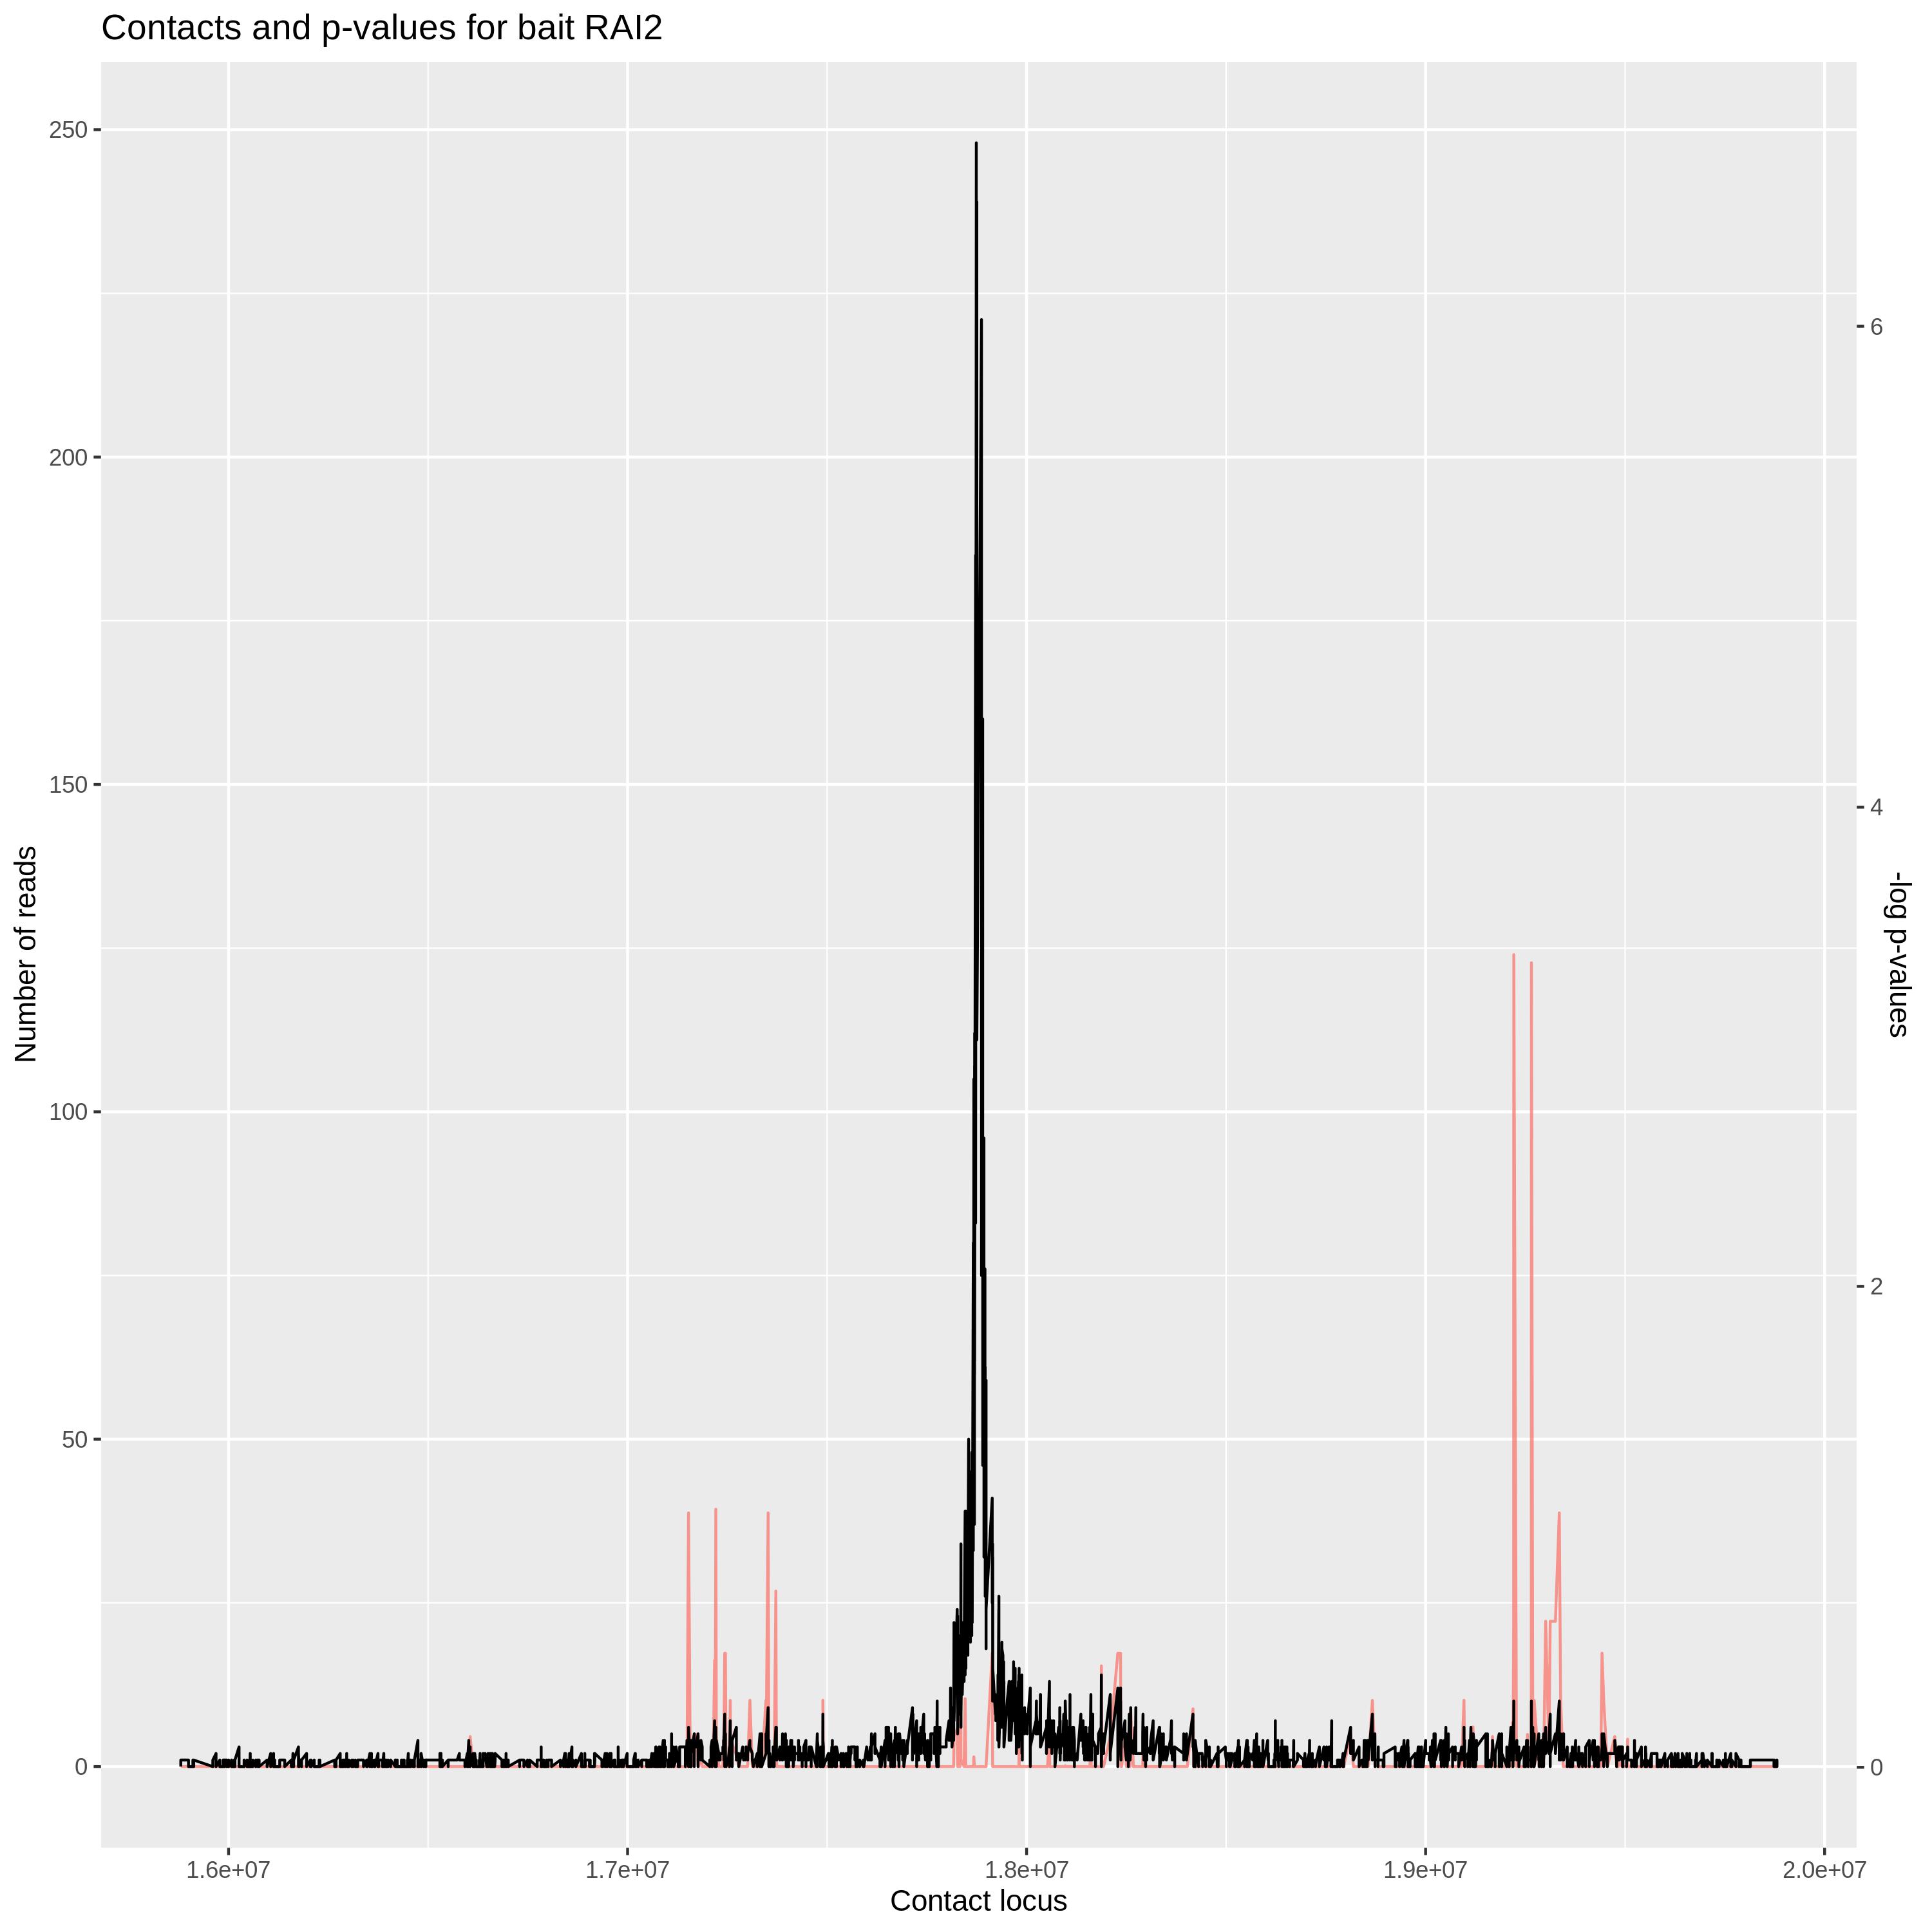 Contacts and p-values for bait RAI2
250
200
150
100
50
0
Number of reads
6
4
2
0
-log p-values
1.6e+07
1.7e+07
1.8e+07
1.9e+07
2.0e+07
Contact locus